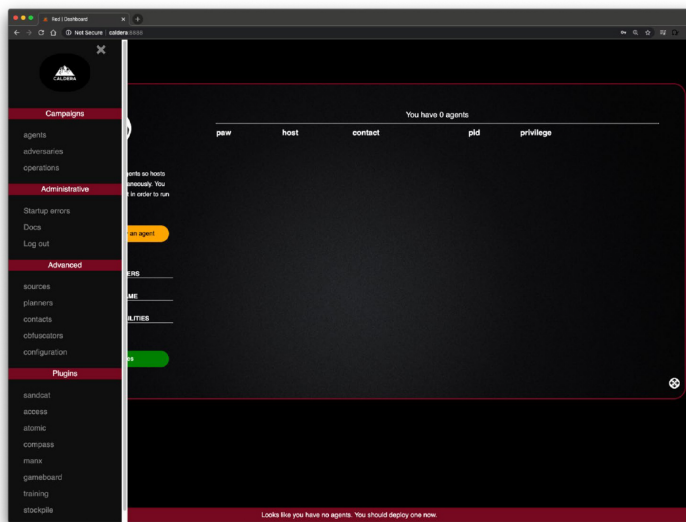 Red | Dashboard
Not Secure | caldera:8888
CALDERA
Campaigns
agents
adversaries
operations
Administrative
Startup errors
Docs
Log out
Advanced
sources
planners
contacts
obfuscators
configuration
Plugins
sandcat
access
atomic
compass
manx
gameboard
training
stockpile
You have 0 agents
paw host contact pid privilege
ents so hosts
aneously. You
t in order to run
an agent
ERS
AME
ILITIES
es
Looks like you have no agents. You should deploy one now.